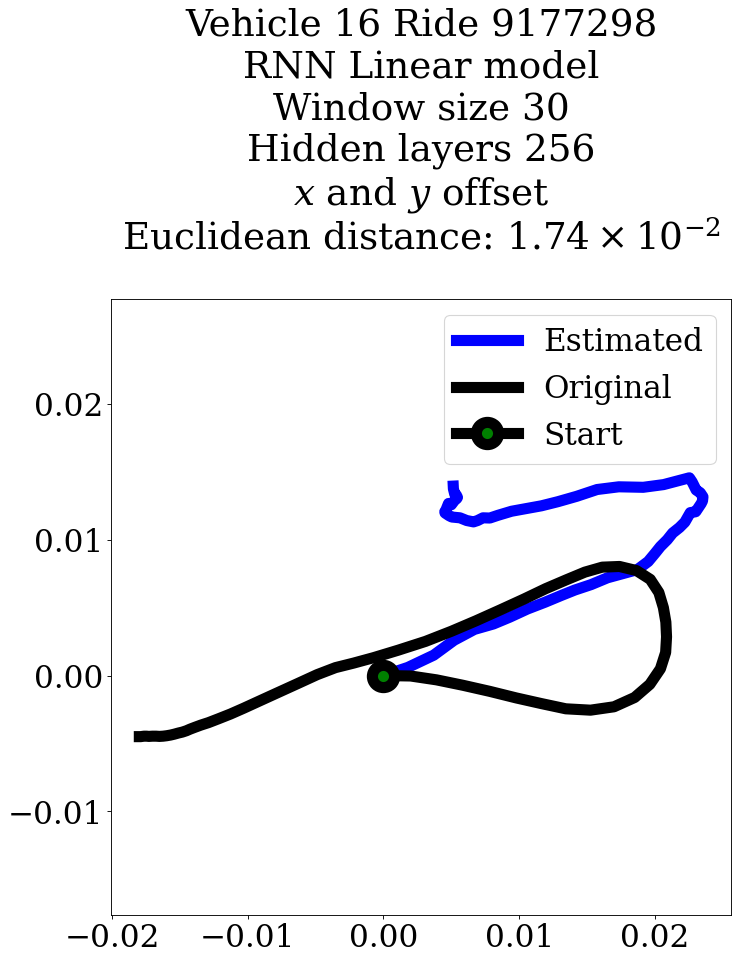 Vehicle 16 Ride 9177298
RNN Linear model
Window size 30
Hidden layers 256
x and y offset
Euclidean distance: 1.74 × 10⁻²
Estimated
Original
Start
0.02
0.01
0.00
−0.01
−0.02 −0.01 0.00 0.01 0.02